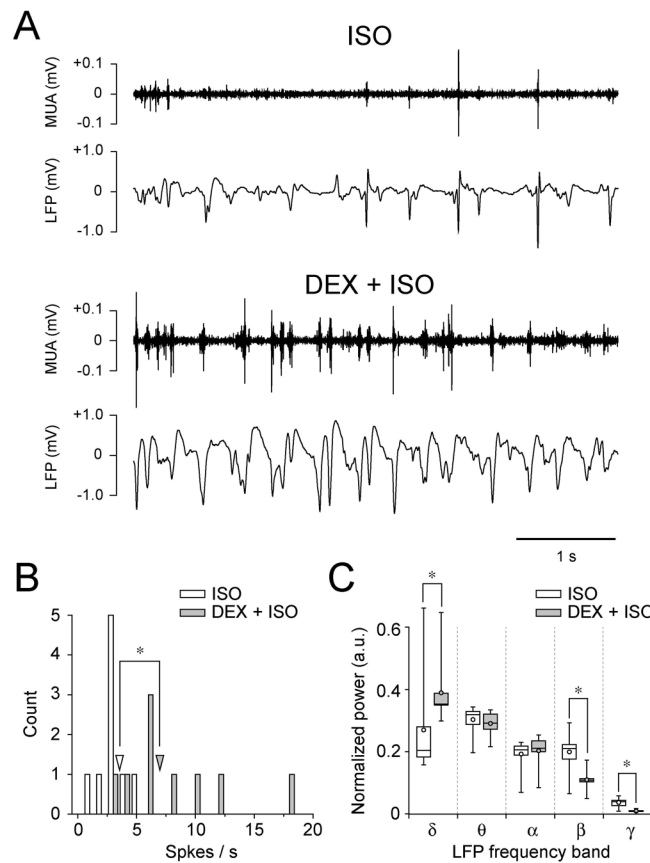 A
ISO
MUA (mV)
+0.1
0
-0.1
LFP (mV)
+1.0
0
-1.0
DEX + ISO
MUA (mV)
+0.1
0
-0.1
LFP (mV)
+1.0
0
-1.0
1 s
B
ISO
DEX + ISO
*
Count
5
4
3
2
1
0
0 5 10 15 20
Spikes / s
C
ISO
DEX + ISO
* * *
Normalized power (a.u.)
0.6
0.4
0.2
0
δ θ α β γ
LFP frequency band